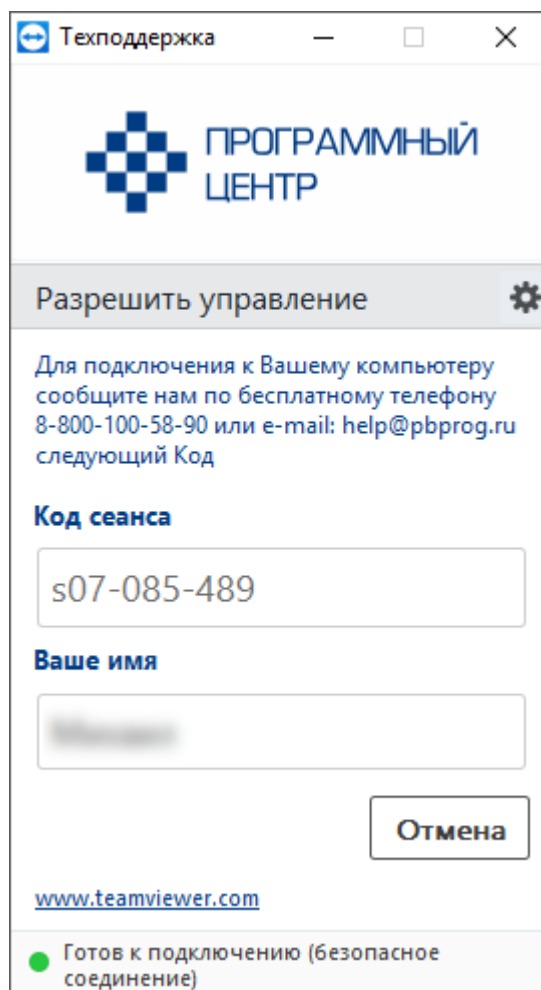 Техподдержка
ПРОГРАММНЫЙ
ЦЕНТР
Разрешить управление
Для подключения к Вашему компьютеру
сообщите нам по бесплатному телефону
8-800-100-58-90 или e-mail: help@pbprog.ru
следующий Код
Код сеанса
s07-085-489
Ваше имя
Отмена
www.teamviewer.com
Готов к подключению (безопасное
соединение)